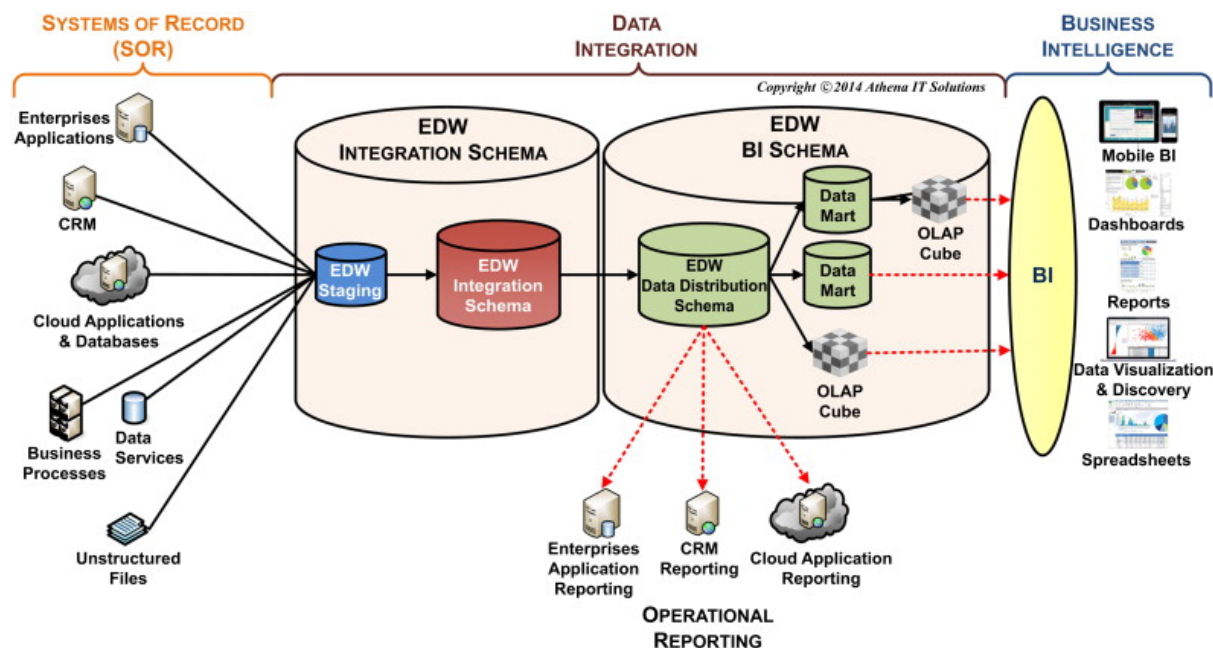 SYSTEMS OF RECORD
(SOR)
DATA
INTEGRATION
BUSINESS
INTELLIGENCE
Copyright © 2014 Athena IT Solutions
Enterprises
Applications
CRM
Cloud Applications
& Databases
Business
Processes
Data
Services
Unstructured
Files
EDW
INTEGRATION SCHEMA
EDW
Staging
EDW
Integration
Schema
EDW
BI SCHEMA
EDW
Data Distribution
Schema
Data
Mart
OLAP
Cube
Data
Mart
OLAP
Cube
BI
Mobile BI
Dashboards
Reports
Data Visualization
& Discovery
Spreadsheets
Enterprises
Application
Reporting
CRM
Reporting
Cloud Application
Reporting
OPERATIONAL
REPORTING